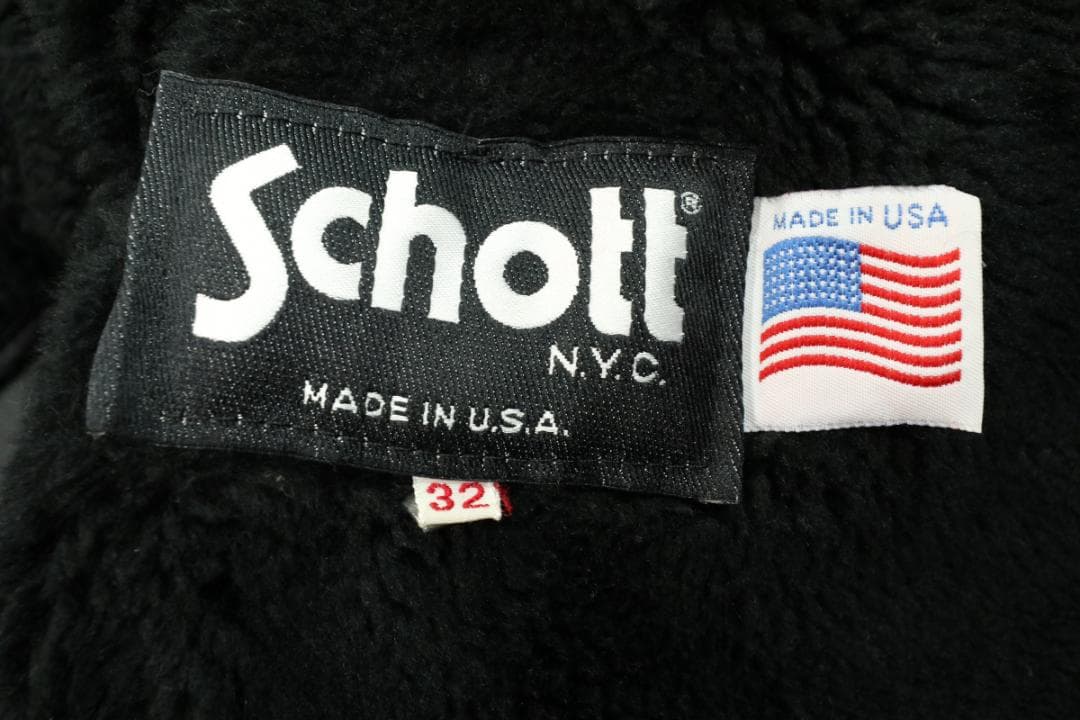 Schott®
N.Y.C.
MADE IN U.S.A.
32
MADE IN USA